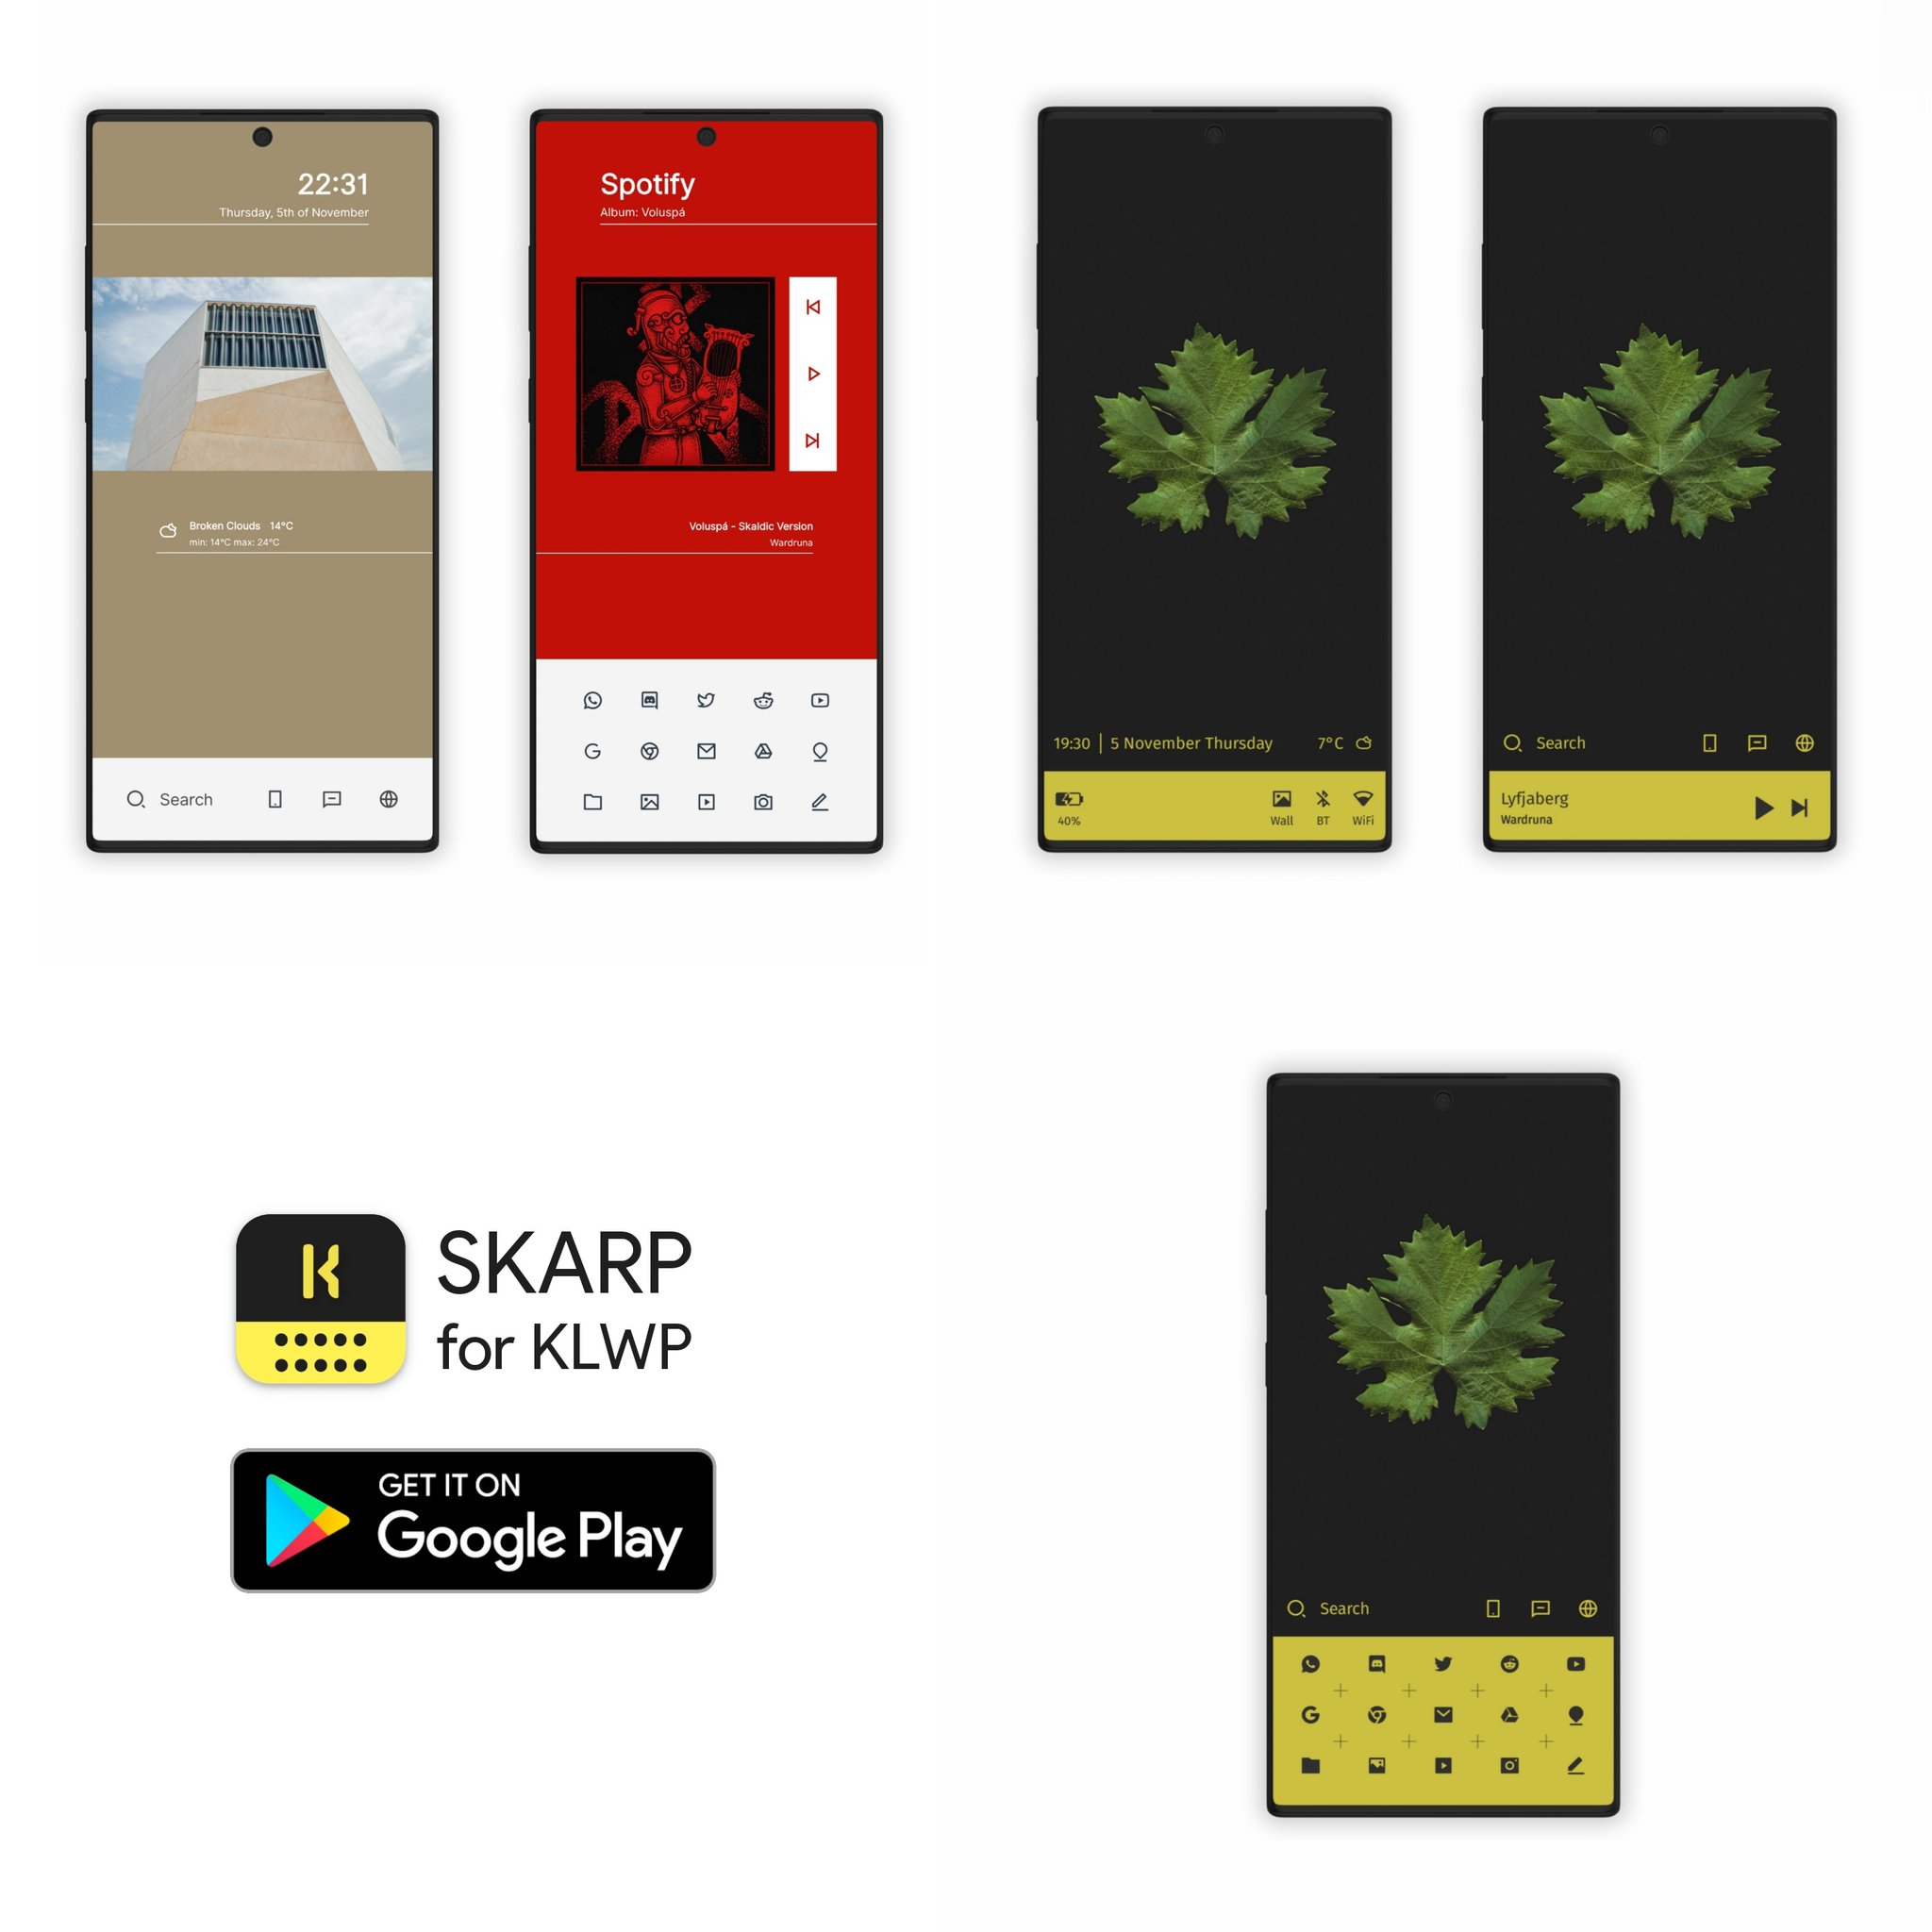 22:31
Thursday, 5th of November
Broken Clouds 14°C
min: 14°C max: 24°C
Search
Spotify
Album: Voluspá
Voluspá - Skaldic Version
Wardruna
19:30 | 5 November Thursday 7°C
40% Wall BT WiFi
Search
Lyfjaberg
Wardruna
SKARP
for KLWP
GET IT ON
Google Play
Search